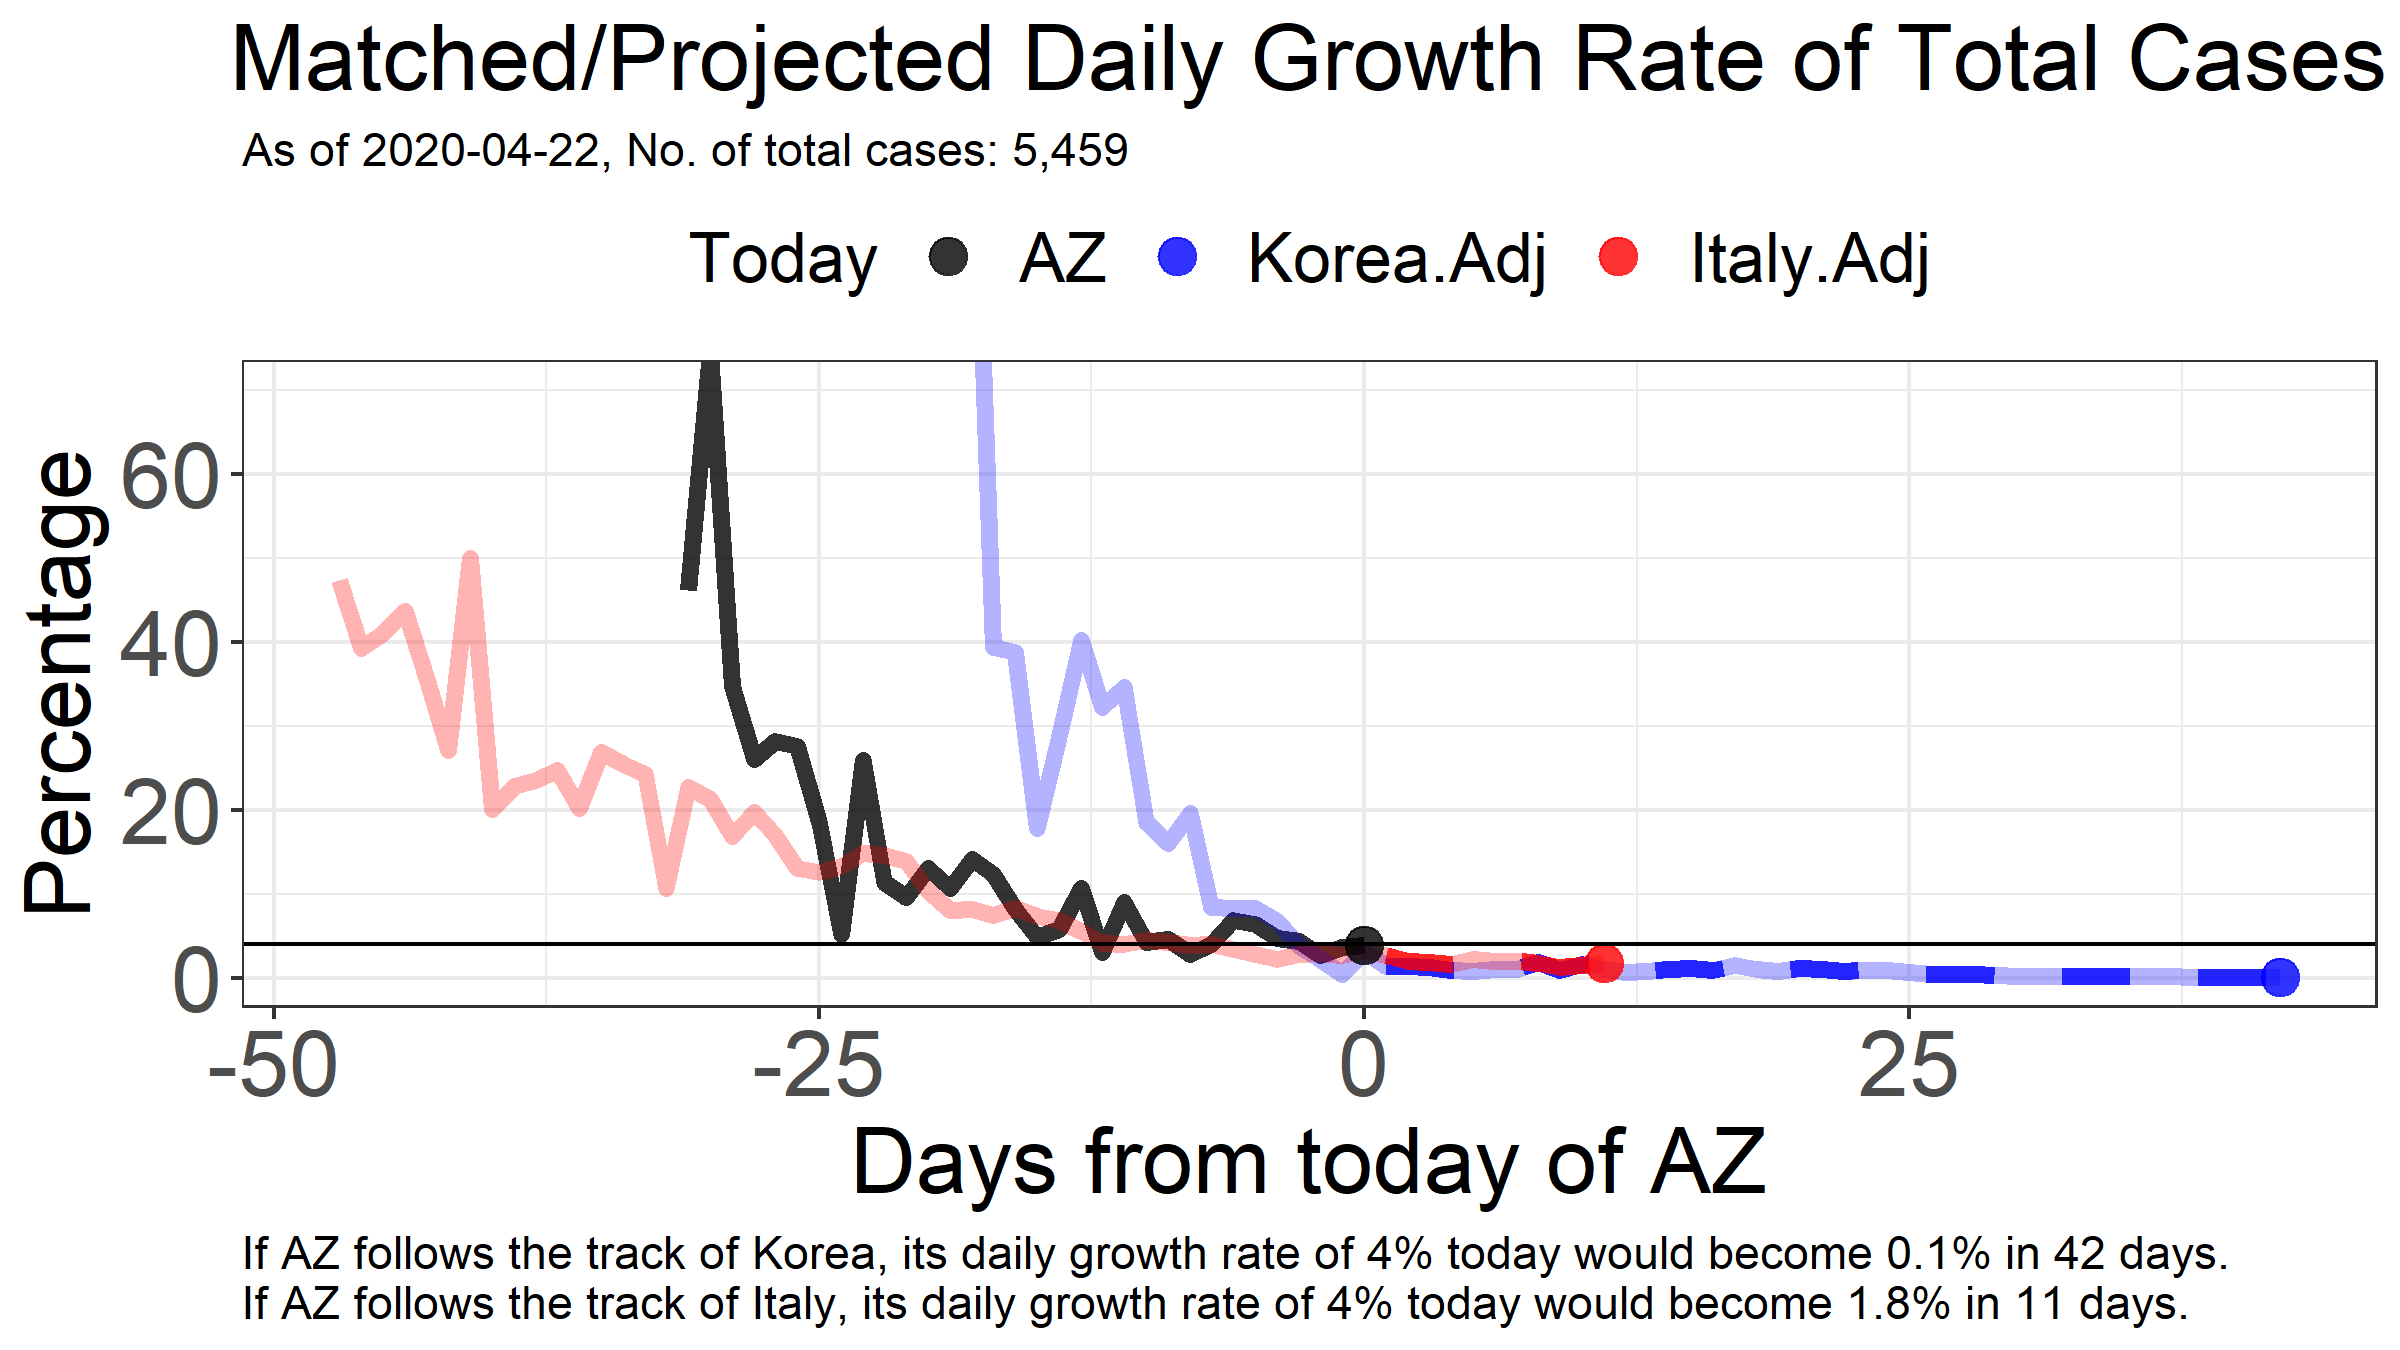 Matched/Projected Daily Growth Rate of Total Cases
As of 2020-04-22, No. of total cases: 5,459
Today AZ Korea.Adj Italy.Adj
Percentage
60
40
20
0
-50 -25 0 25
Days from today of AZ
If AZ follows the track of Korea, its daily growth rate of 4% today would become 0.1% in 42 days.
If AZ follows the track of Italy, its daily growth rate of 4% today would become 1.8% in 11 days.